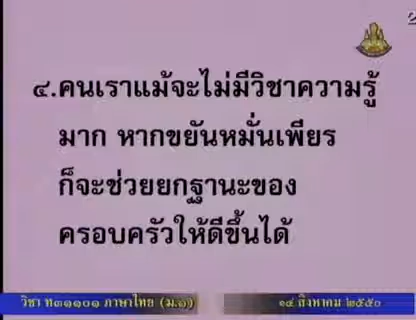 ๔.คนเราแม้จะไม่มีวิชาความรู้
มาก หากขยันหมั่นเพียร
ก็จะช่วยยกฐานะของ
ครอบครัวให้ดีขึ้นได้
วิชา ท๓๑๑๐๑ ภาษาไทย (ม.๑)
๑๔ สิงหาคม ๒๕๕๐